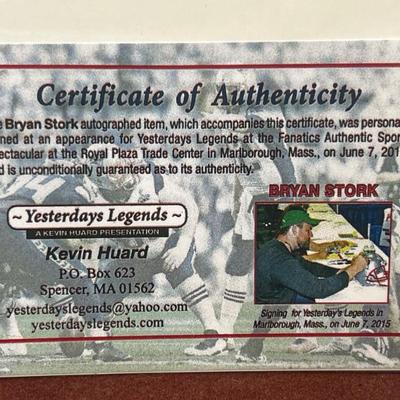 Certificate of Authenticity
e Bryan Stork autographed item, which accompanies this certificate, was persona
ned at an appearance for Yesterdays Legends at the Fanatics Authentic Spor
ectacular at the Royal Plaza Trade Center in Marlborough, Mass., on June 7, 201
d is unconditionally guaranteed as to its authenticity.
BRYAN STORK
~ Yesterdays Legends ~
A KEVIN HUARD PRESENTATION
Kevin Huard
P.O. Box 623
Spencer, MA 01562
yesterdayslegends@yahoo.com
yesterdayslegends.com
Signing for Yesterday's Legends in
Marlborough, Mass., on June 7, 2015